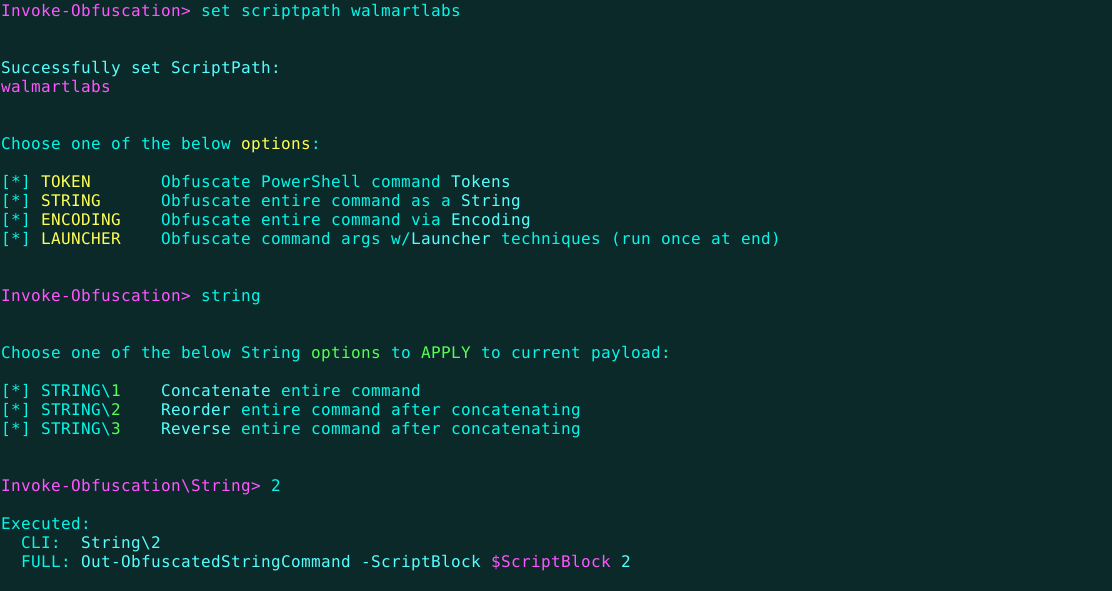 Invoke-Obfuscation> set scriptpath walmartlabs
Successfully set ScriptPath:
walmartlabs
Choose one of the below options:
[*] TOKEN       Obfuscate PowerShell command Tokens
[*] STRING      Obfuscate entire command as a String
[*] ENCODING    Obfuscate entire command via Encoding
[*] LAUNCHER    Obfuscate command args w/Launcher techniques (run once at end)
Invoke-Obfuscation> string
Choose one of the below String options to APPLY to current payload:
[*] STRING\1    Concatenate entire command
[*] STRING\2    Reorder entire command after concatenating
[*] STRING\3    Reverse entire command after concatenating
Invoke-Obfuscation\String> 2
Executed:
  CLI:  String\2
  FULL: Out-ObfuscatedStringCommand -ScriptBlock $ScriptBlock 2